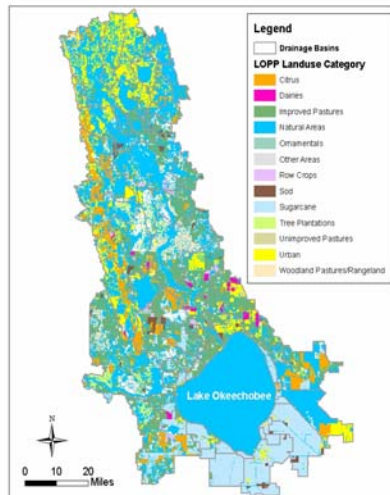 Legend
Drainage Basins
LOPP Landuse Category
Citrus
Dairies
Improved Pastures
Natural Areas
Ornamentals
Other Areas
Row Crops
Sod
Sugarcane
Tree Plantations
Unimproved Pastures
Urban
Woodland Pastures/Rangeland
Lake Okeechobee
N
0 10 20
Miles